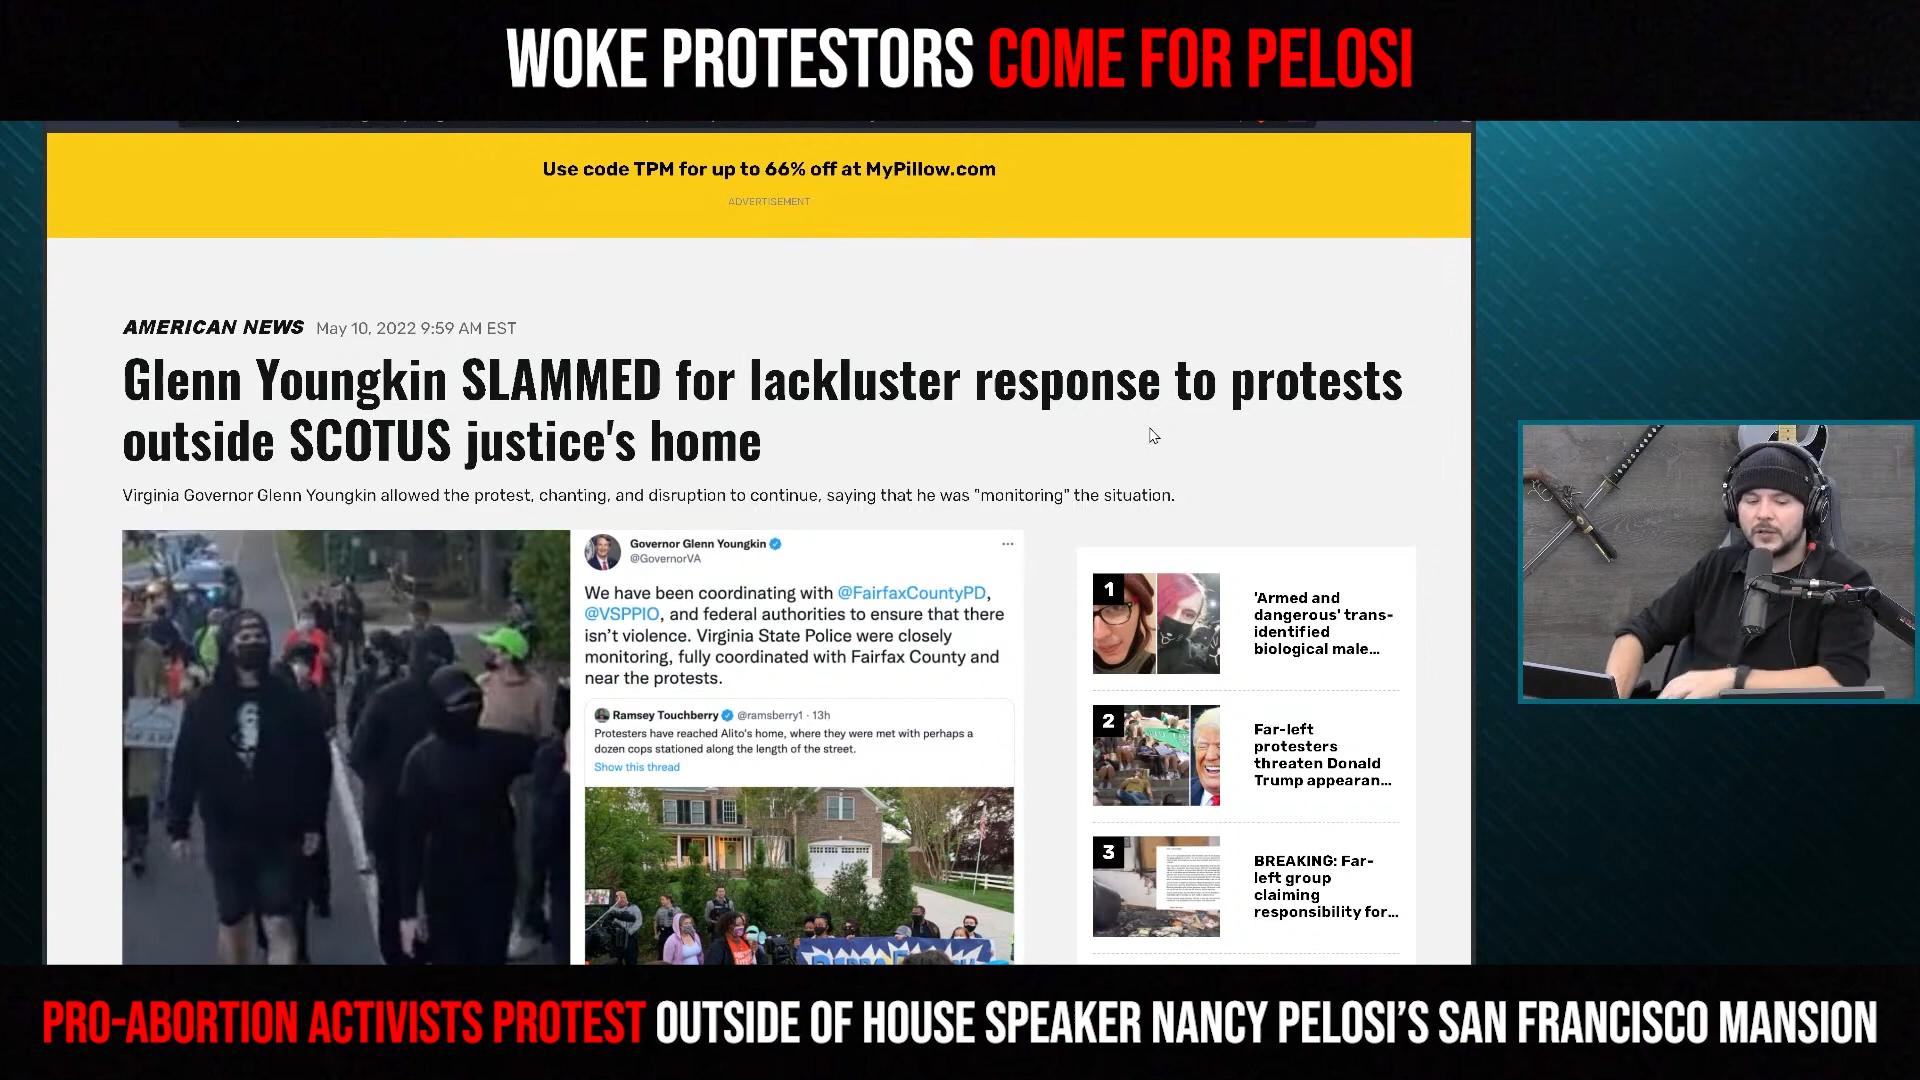 WOKE PROTESTORS COME FOR PELOSI
Use code TPM for up to 66% off at MyPillow.com
ADVERTISEMENT
AMERICAN NEWS May 10, 2022 9:59 AM EST
Glenn Youngkin SLAMMED for lackluster response to protests
outside SCOTUS justice's home
Virginia Governor Glenn Youngkin allowed the protest, chanting, and disruption to continue, saying that he was "monitoring" the situation.
Governor Glenn Youngkin
@GovernorVA
We have been coordinating with @FairfaxCountyPD,
@VSPPIO, and federal authorities to ensure that there
isn't violence. Virginia State Police were closely
monitoring, fully coordinated with Fairfax County and
near the protests.
Ramsey Touchberry @ramsberry1 · 13h
Protesters have reached Alito's home, where they were met with perhaps a
dozen cops stationed along the length of the street.
Show this thread
1
'Armed and
dangerous' trans-
identified
biological male...
2
Far-left
protesters
threaten Donald
Trump appearan...
3
BREAKING: Far-
left group
claiming
responsibility for...
PRO-ABORTION ACTIVISTS PROTEST OUTSIDE OF HOUSE SPEAKER NANCY PELOSI'S SAN FRANCISCO MANSION